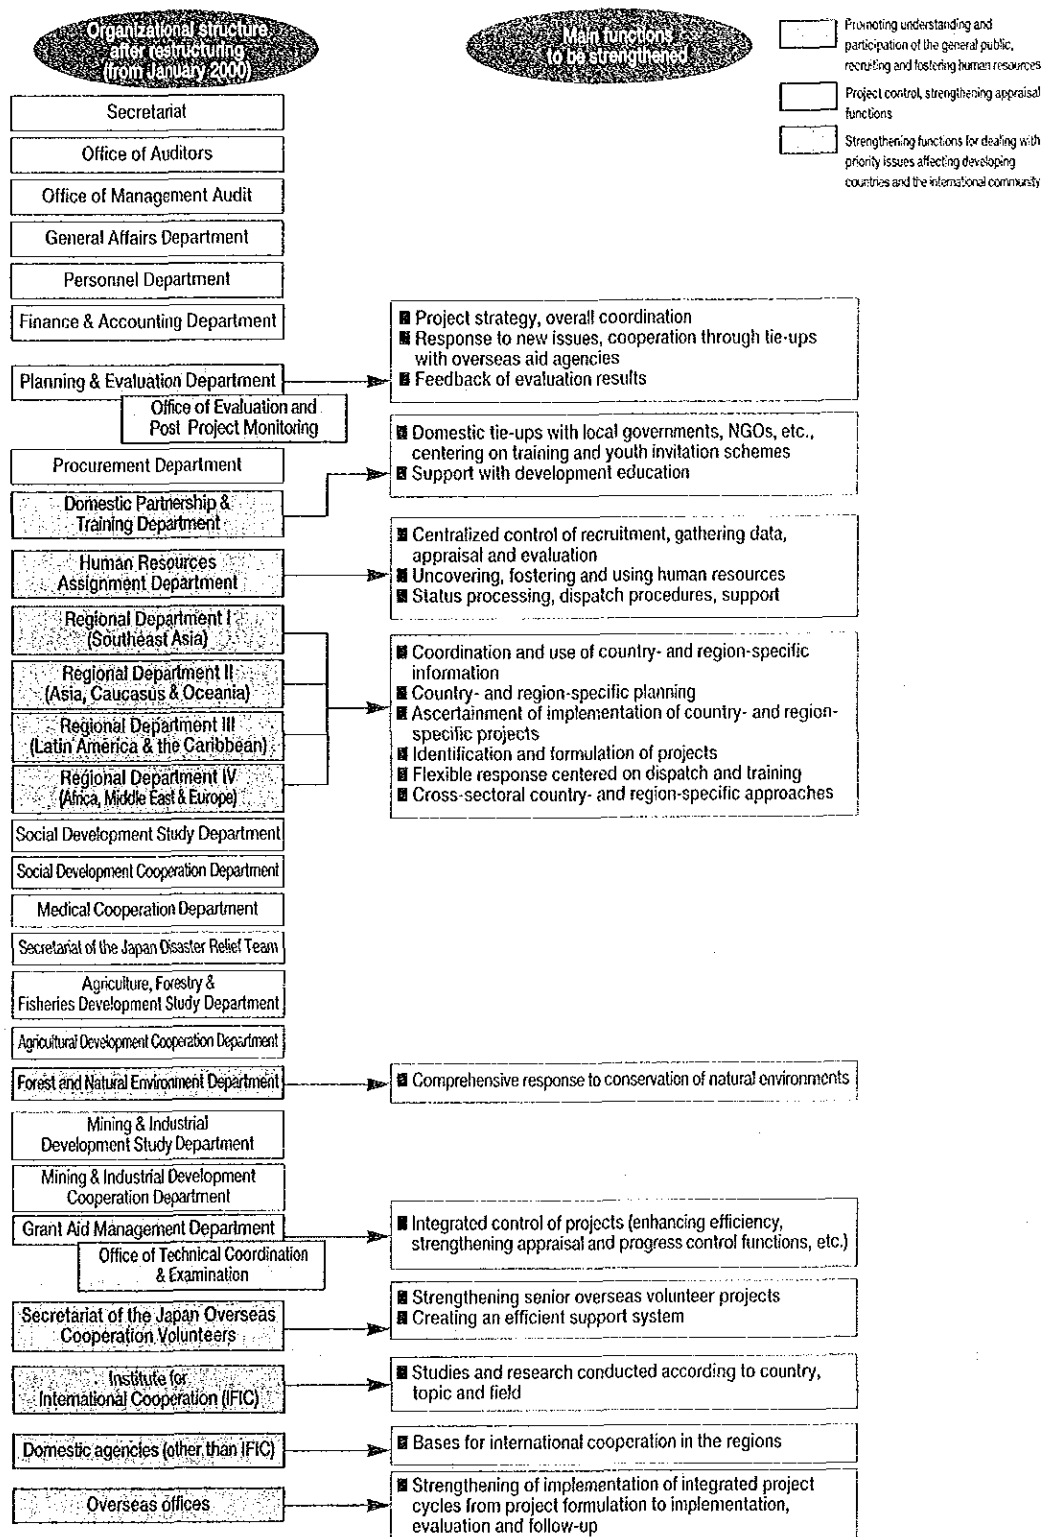 Organizational structure
after restructuring
(from January 2000)
Main functions
to be strengthened
Promoting understanding and
participation of the general public,
recruiting and fostering human resources
Project control, strengthening appraisal
functions
Strengthening functions for dealing with
priority issues affecting developing
countries and the international community
Secretariat
Office of Auditors
Office of Management Audit
General Affairs Department
Personnel Department
Finance & Accounting Department
Planning & Evaluation Department
Office of Evaluation and
Post Project Monitoring
■ Project strategy, overall coordination
■ Response to new issues, cooperation through tie-ups
with overseas aid agencies
■ Feedback of evaluation results
Procurement Department
Domestic Partnership &
Training Department
■ Domestic tie-ups with local governments, NGOs, etc.,
centering on training and youth invitation schemes
■ Support with development education
Human Resources
Assignment Department
■ Centralized control of recruitment, gathering data,
appraisal and evaluation
■ Uncovering, fostering and using human resources
■ Status processing, dispatch procedures, support
Regional Department I
(Southeast Asia)
Regional Department II
(Asia, Caucasus & Oceania)
Regional Department III
(Latin America & the Caribbean)
Regional Department IV
(Africa, Middle East & Europe)
■ Coordination and use of country- and region-specific
information
■ Country- and region-specific planning
■ Ascertainment of implementation of country- and region-
specific projects
■ Identification and formulation of projects
■ Flexible response centered on dispatch and training
■ Cross-sectoral country- and region-specific approaches
Social Development Study Department
Social Development Cooperation Department
Medical Cooperation Department
Secretariat of the Japan Disaster Relief Team
Agriculture, Forestry &
Fisheries Development Study Department
Agricultural Development Cooperation Department
Forest and Natural Environment Department
■ Comprehensive response to conservation of natural environments
Mining & Industrial
Development Study Department
Mining & Industrial Development
Cooperation Department
Grant Aid Management Department
Office of Technical Coordination
& Examination
■ Integrated control of projects (enhancing efficiency,
strengthening appraisal and progress control functions, etc.)
Secretariat of the Japan Overseas
Cooperation Volunteers
■ Strengthening senior overseas volunteer projects
■ Creating an efficient support system
Institute for
International Cooperation (IFIC)
■ Studies and research conducted according to country,
topic and field
Domestic agencies (other than IFIC)
■ Bases for international cooperation in the regions
Overseas offices
■ Strengthening of implementation of integrated project
cycles from project formulation to implementation,
evaluation and follow-up